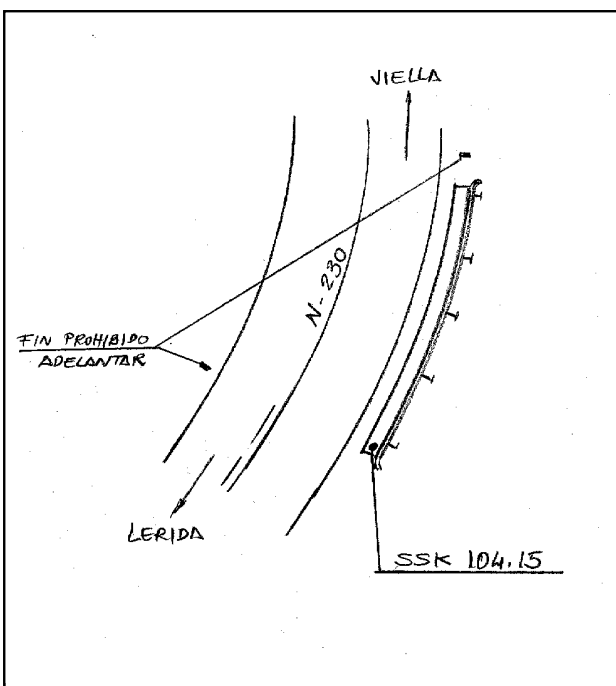 VIELLA
N-230
FIN PROHIBIDO
ADELANTAR
LERIDA
SSK 104.15